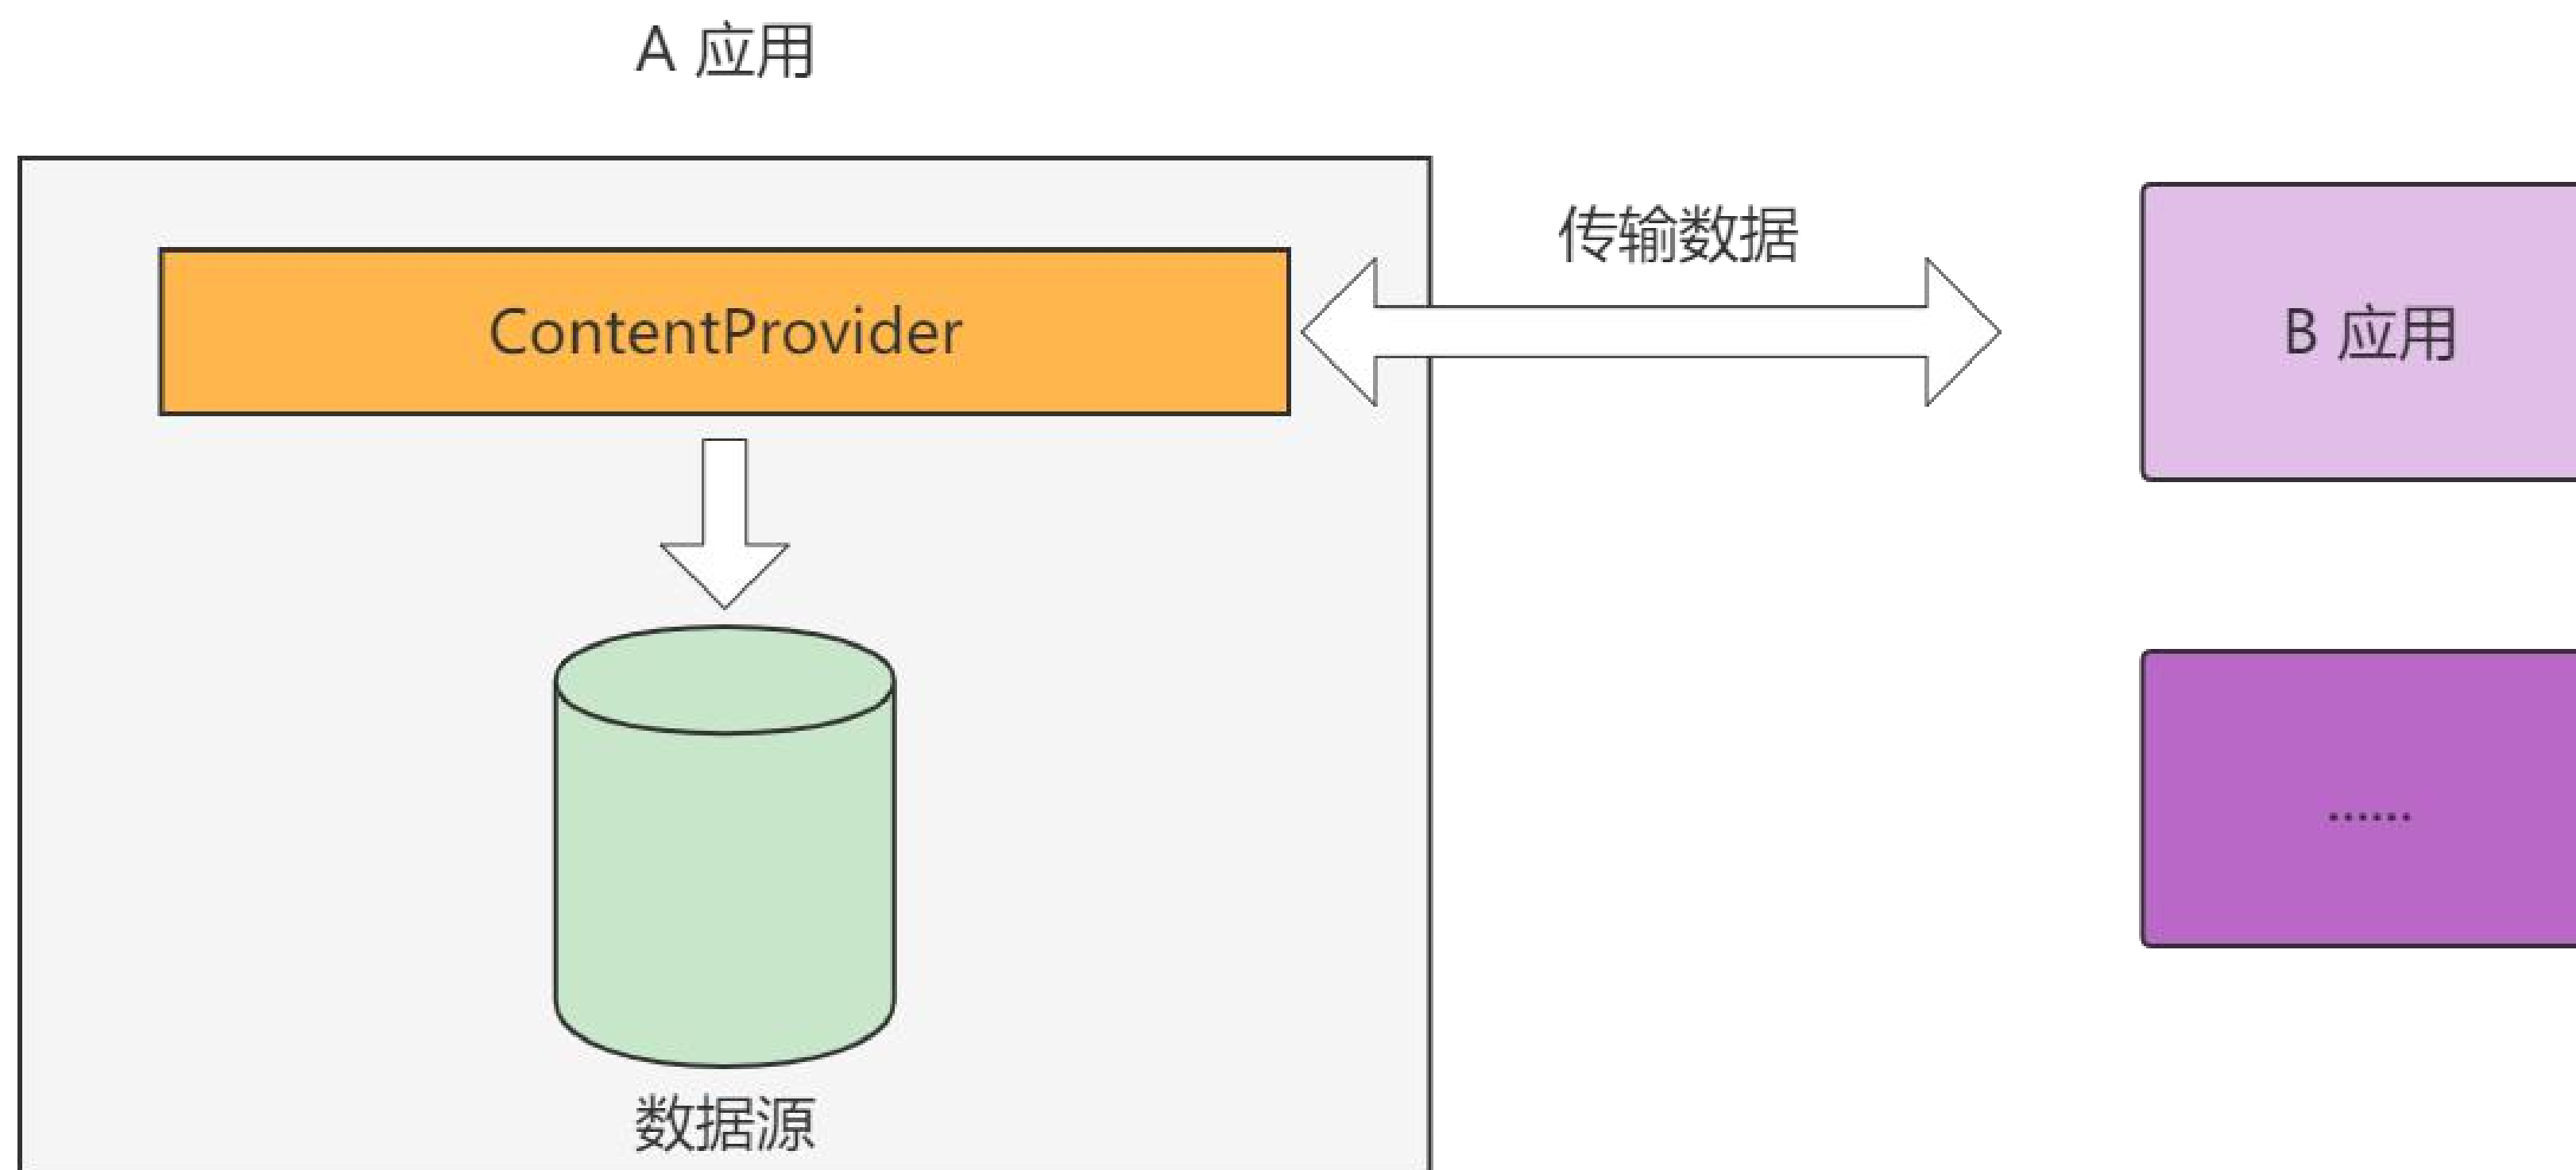 A 应用
传输数据
ContentProvider
B 应用
......
数据源